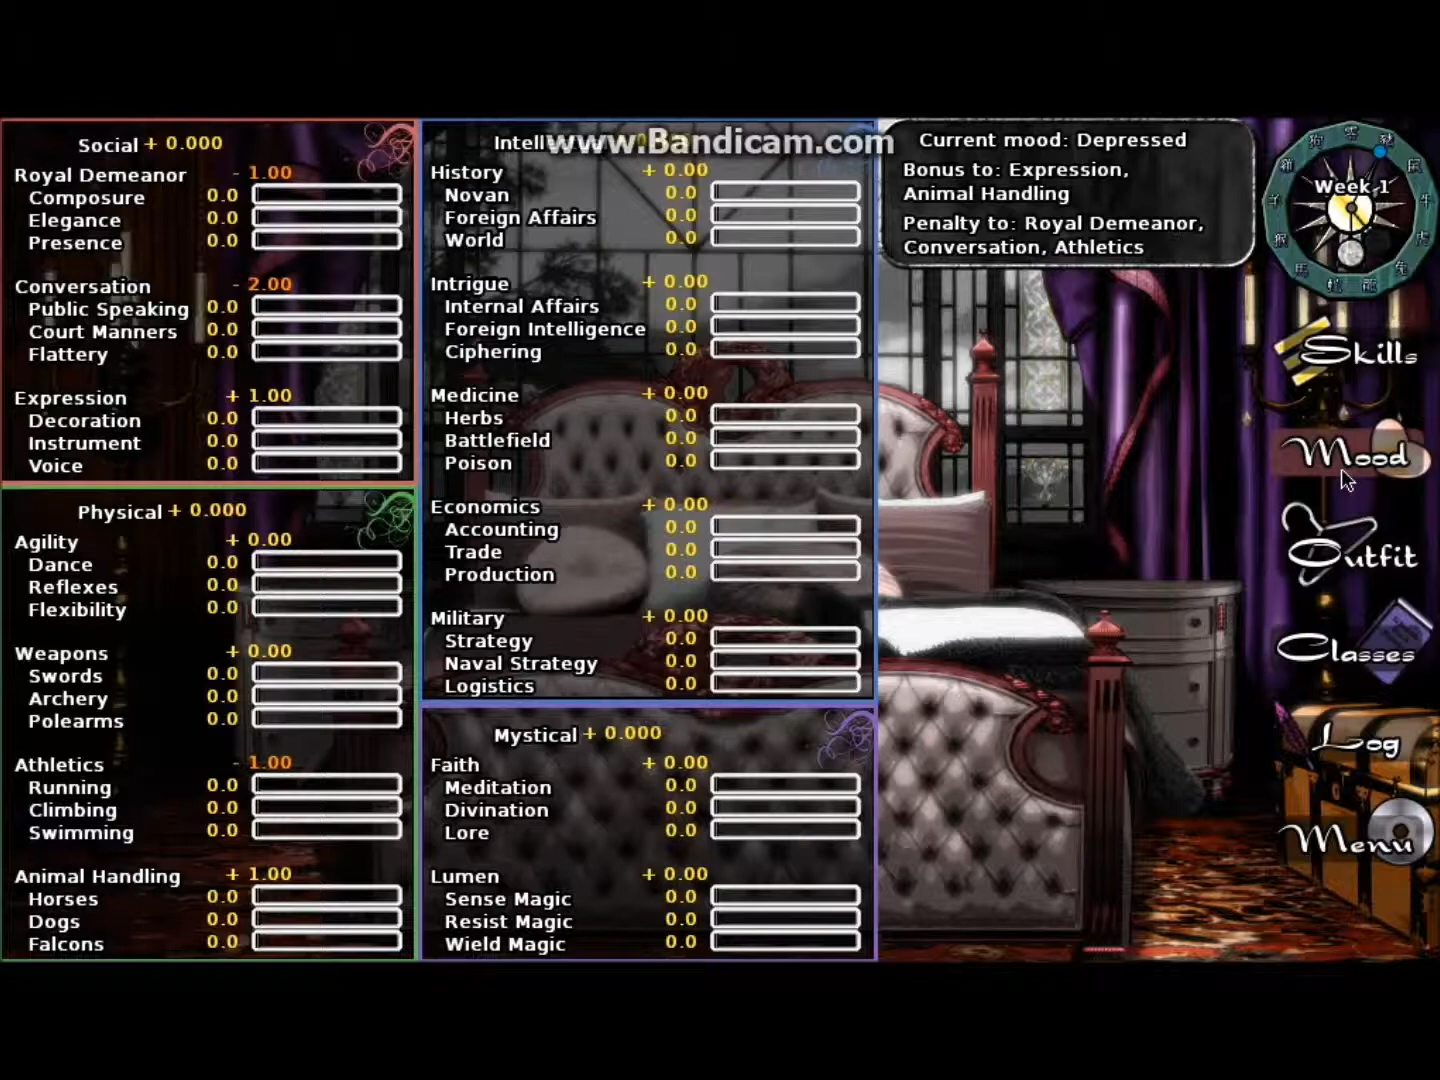 www.Bandicam.com
Social + 0.000
Royal Demeanor - 1.00
Composure 0.0
Elegance 0.0
Presence 0.0
Conversation - 2.00
Public Speaking 0.0
Court Manners 0.0
Flattery 0.0
Expression + 1.00
Decoration 0.0
Instrument 0.0
Voice 0.0
Physical + 0.000
Agility + 0.00
Dance 0.0
Reflexes 0.0
Flexibility 0.0
Weapons + 0.00
Swords 0.0
Archery 0.0
Polearms 0.0
Athletics - 1.00
Running 0.0
Climbing 0.0
Swimming 0.0
Animal Handling + 1.00
Horses 0.0
Dogs 0.0
Falcons 0.0
History + 0.00
Novan 0.0
Foreign Affairs 0.0
World 0.0
Intrigue + 0.00
Internal Affairs 0.0
Foreign Intelligence 0.0
Ciphering 0.0
Medicine + 0.00
Herbs 0.0
Battlefield 0.0
Poison 0.0
Economics + 0.00
Accounting 0.0
Trade 0.0
Production 0.0
Military + 0.00
Strategy 0.0
Naval Strategy 0.0
Logistics 0.0
Mystical + 0.000
Faith + 0.00
Meditation 0.0
Divination 0.0
Lore 0.0
Lumen + 0.00
Sense Magic 0.0
Resist Magic 0.0
Wield Magic 0.0
Current mood: Depressed
Bonus to: Expression,
Animal Handling
Penalty to: Royal Demeanor,
Conversation, Athletics
Week 1
Skills
Mood
Outfit
Classes
Log
Menu